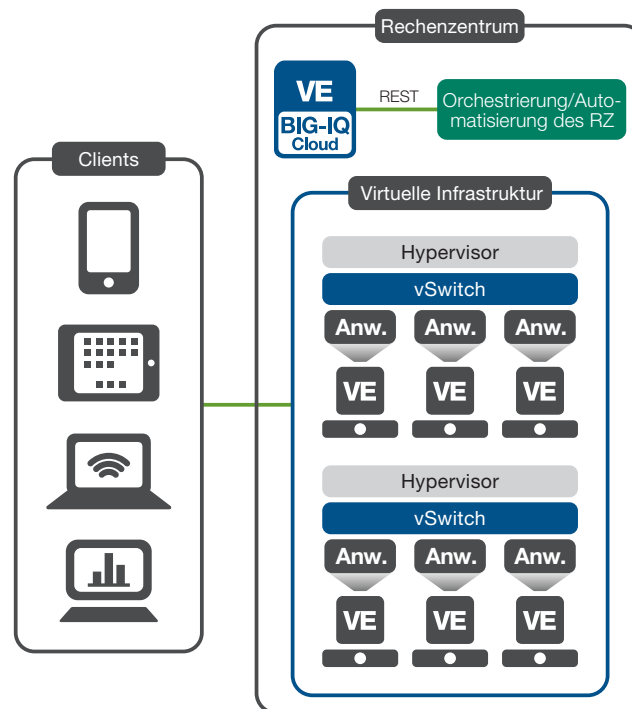 Rechenzentrum
VE
BIG-IQ
Cloud
REST
Orchestrierung/Auto-
matisierung des RZ
Clients
Virtuelle Infrastruktur
Hypervisor
vSwitch
Anw. Anw. Anw.
VE VE VE
Hypervisor
vSwitch
Anw. Anw. Anw.
VE VE VE